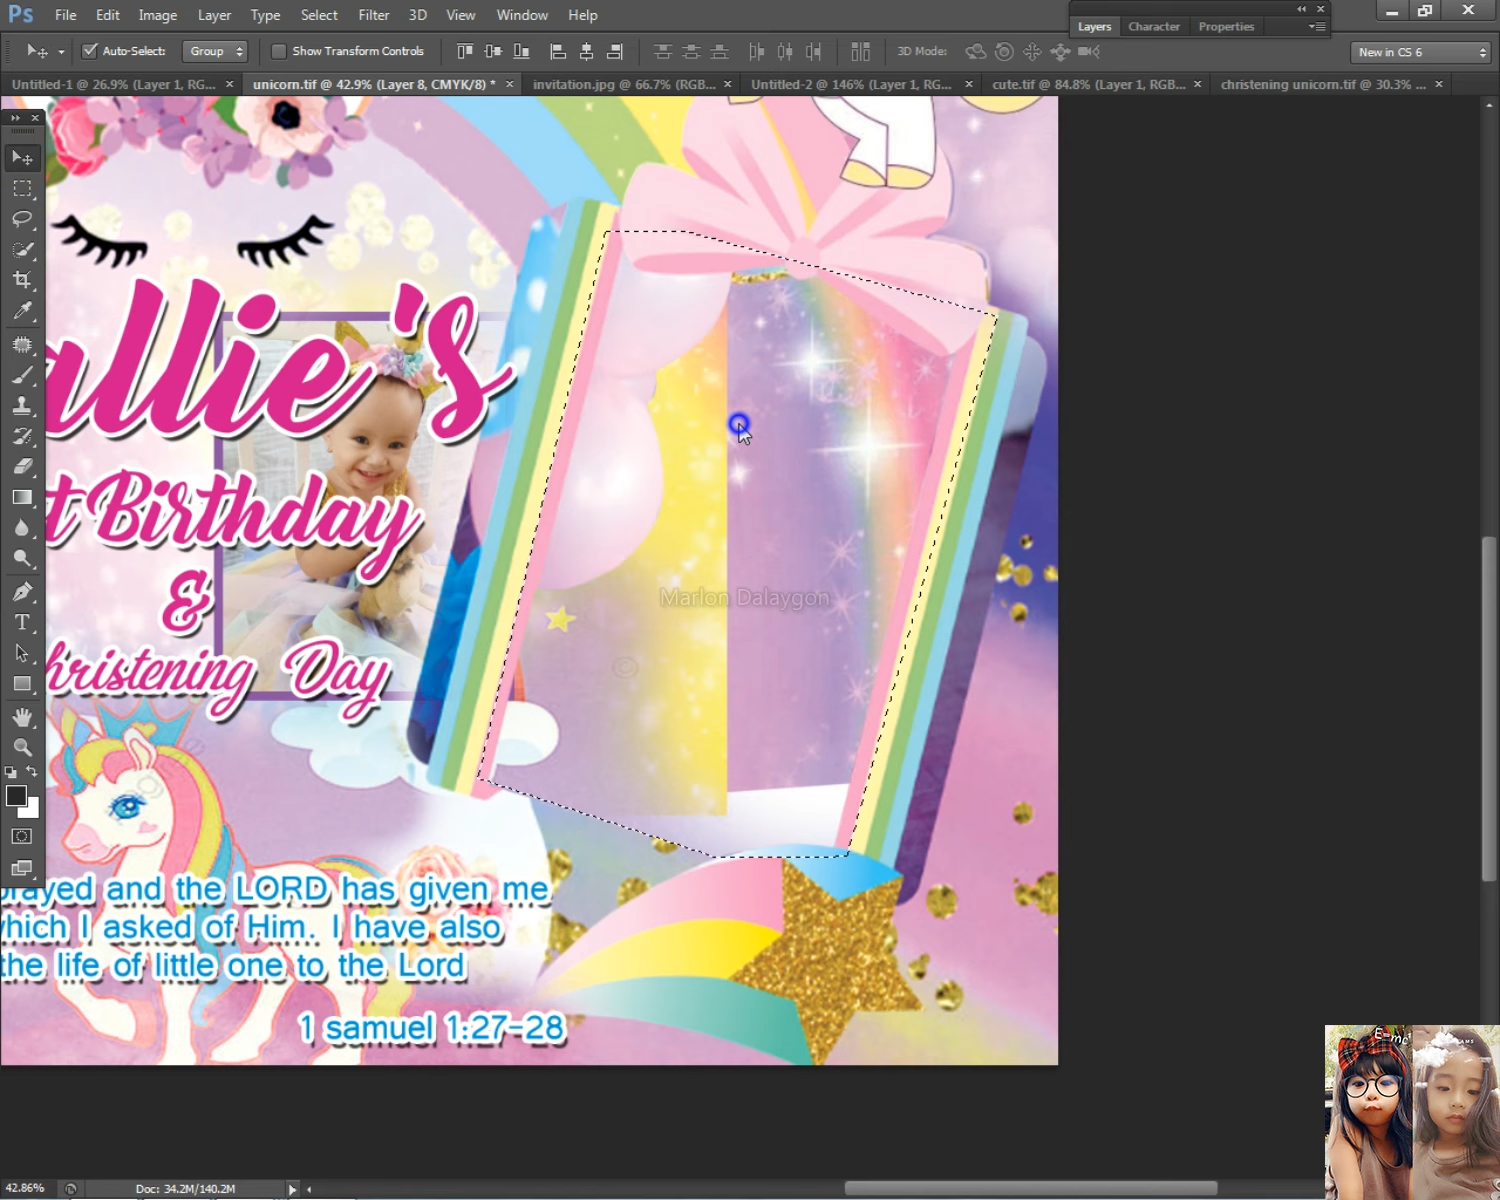 Ps File Edit Image Layer Type Select Filter 3D View Window Help
Layers Character Properties
Auto-Select: Group Show Transform Controls 3D Mode: New in CS 6
Untitled-1 @ 26.9% (Layer 1, RG... unicorn.tif @ 42.9% (Layer 8, CMYK/8) * invitation.jpg @ 66.7% (RGB... Untitled-2 @ 146% (Layer 1, RG... cute.tif @ 84.8% (Layer 1, RGB... christening unicorn.tif @ 30.3% ...
allie's
t Birthday
&
hristening Day
Marlon Dalaygon
©
prayed and the LORD has given me
which I asked of Him. I have also
the life of little one to the Lord
1 samuel 1:27-28
T
E=mc²
42.86% Doc: 34.2M/140.2M